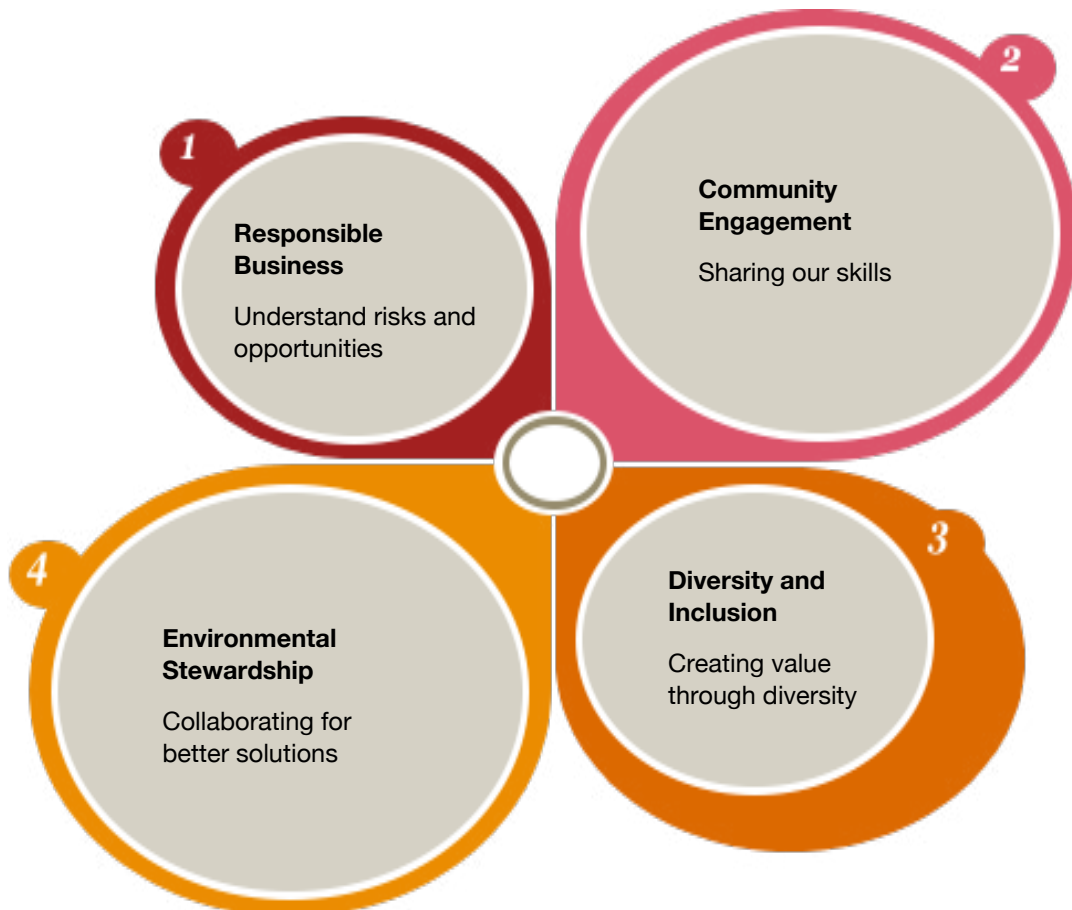 1
Responsible
Business
Understand risks and
opportunities
2
Community
Engagement
Sharing our skills
3
Diversity and
Inclusion
Creating value
through diversity
4
Environmental
Stewardship
Collaborating for
better solutions